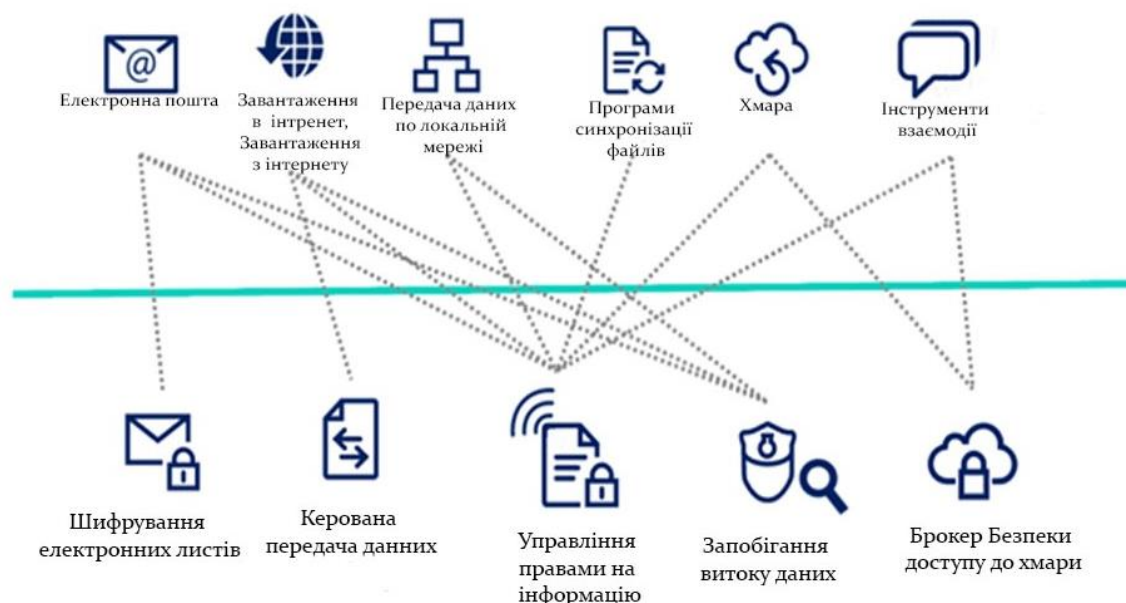 Електронна пошта
Завантаження
в інтренет,
Завантаження
з інтернету
Передача даних
по локальній
мережі
Програми
синхронізації
файлів
Хмара
Інструменти
взаємодії
Шифрування
електронних листів
Керована
передача данних
Управління
правами на
інформацію
Запобігання
витоку даних
Брокер Безпеки
доступу до хмари